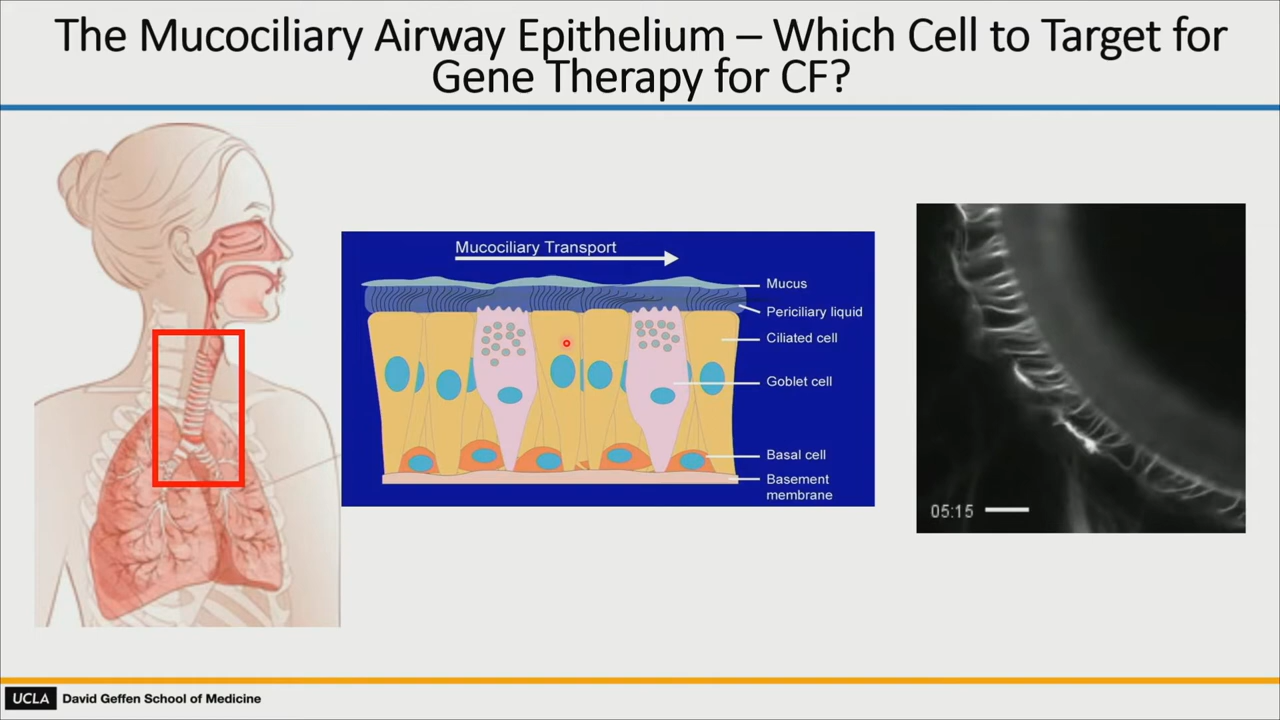 The Mucociliary Airway Epithelium – Which Cell to Target for
Gene Therapy for CF?
Mucociliary Transport
Mucus
Periciliary liquid
Ciliated cell
Goblet cell
Basal cell
Basement
membrane
05:15
UCLA David Geffen School of Medicine